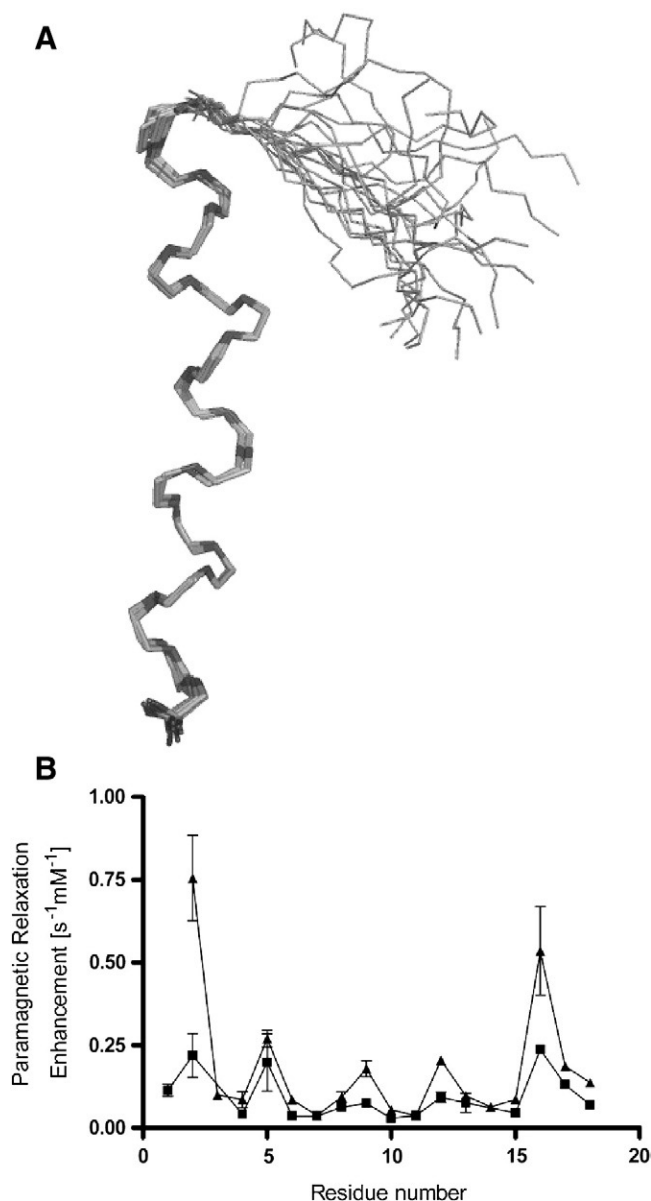 A
B
Paramagnetic Relaxation
Enhancement [s⁻¹mM⁻¹]
1.00
0.75
0.50
0.25
0.00
0 5 10 15 20
Residue number